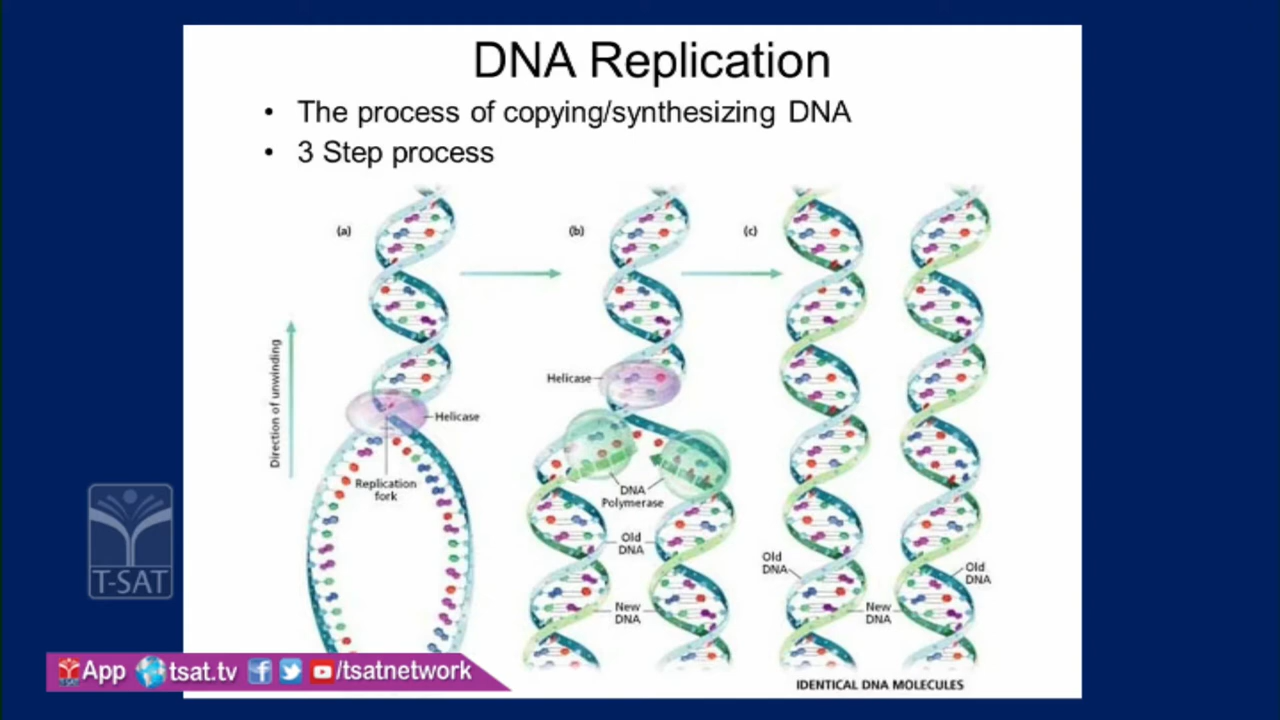 DNA Replication
• The process of copying/synthesizing DNA
• 3 Step process
(a)
(b)
(c)
Direction of unwinding
Helicase
Replication
fork
Helicase
DNA
Polymerase
Old
DNA
New
DNA
Old
DNA
New
DNA
Old
DNA
IDENTICAL DNA MOLECULES
T-SAT
App tsat.tv /tsatnetwork